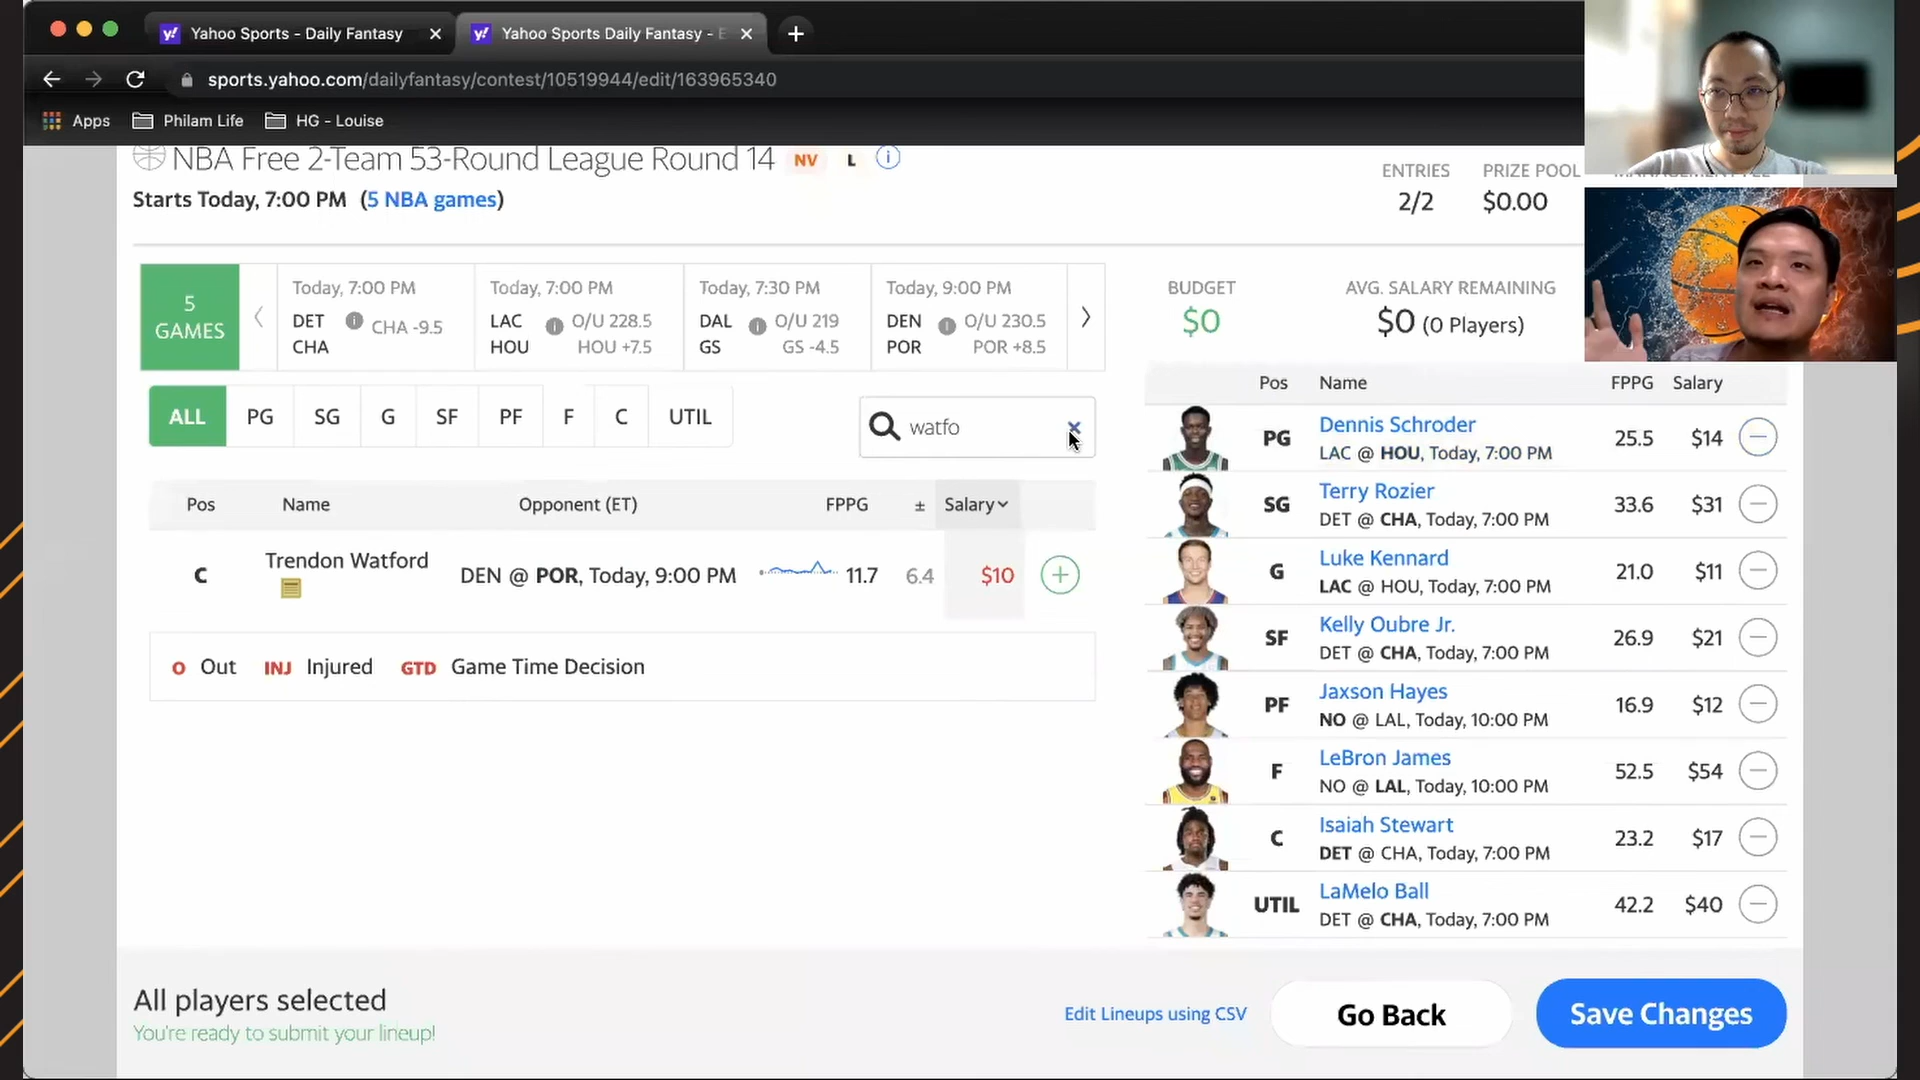 Yahoo Sports - Daily Fantasy
Yahoo Sports Daily Fantasy -
sports.yahoo.com/dailyfantasy/contest/10519944/edit/163965340
Apps
Philam Life
HG - Louise
NBA Free 2-Team 53-Round League Round 14 NV L
Starts Today, 7:00 PM (5 NBA games)
ENTRIES
2/2
PRIZE POOL
$0.00
5
GAMES
Today, 7:00 PM
DET CHA -9.5
CHA
Today, 7:00 PM
LAC O/U 228.5
HOU HOU +7.5
Today, 7:30 PM
DAL O/U 219
GS GS -4.5
Today, 9:00 PM
DEN O/U 230.5
POR POR +8.5
BUDGET
$0
AVG. SALARY REMAINING
$0 (0 Players)
ALL PG SG G SF PF F C UTIL
watfo
Pos Name Opponent (ET) FPPG ± Salary
C Trendon Watford DEN @ POR, Today, 9:00 PM 11.7 6.4 $10
O Out INJ Injured GTD Game Time Decision
Pos Name FPPG Salary
PG Dennis Schroder 25.5 $14
LAC @ HOU, Today, 7:00 PM
SG Terry Rozier 33.6 $31
DET @ CHA, Today, 7:00 PM
G Luke Kennard 21.0 $11
LAC @ HOU, Today, 7:00 PM
SF Kelly Oubre Jr. 26.9 $21
DET @ CHA, Today, 7:00 PM
PF Jaxson Hayes 16.9 $12
NO @ LAL, Today, 10:00 PM
F LeBron James 52.5 $54
NO @ LAL, Today, 10:00 PM
C Isaiah Stewart 23.2 $17
DET @ CHA, Today, 7:00 PM
UTIL LaMelo Ball 42.2 $40
DET @ CHA, Today, 7:00 PM
All players selected
You're ready to submit your lineup!
Edit Lineups using CSV
Go Back
Save Changes